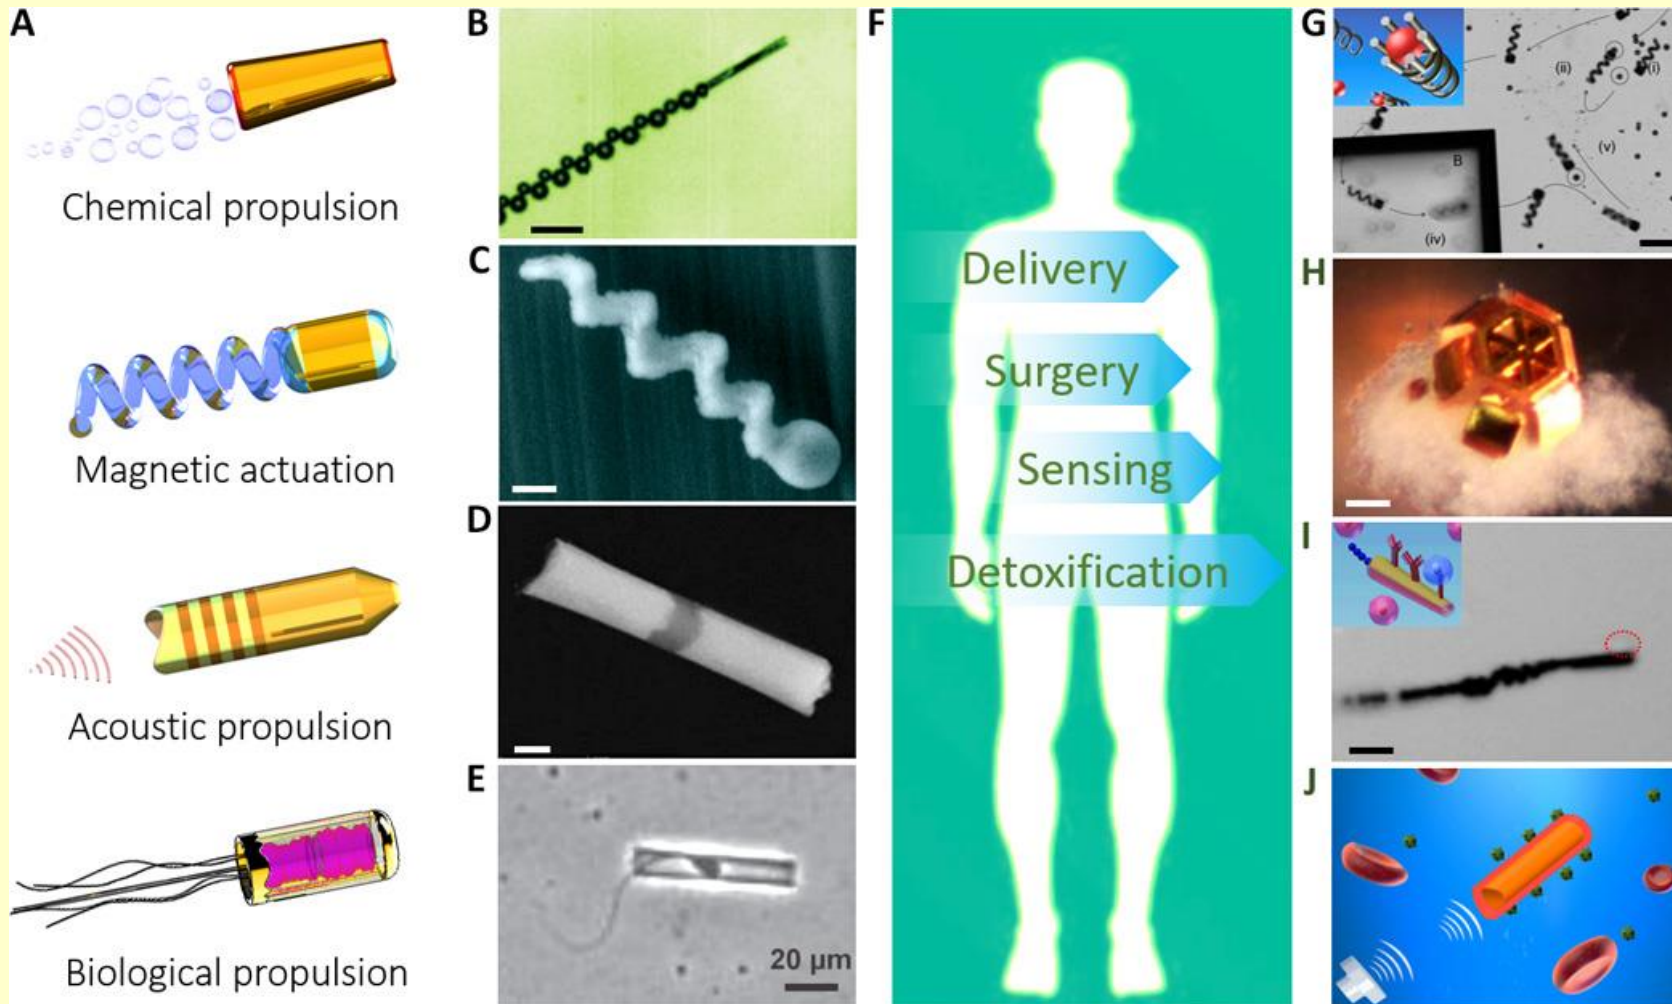 A
Chemical propulsion
Magnetic actuation
Acoustic propulsion
Biological propulsion
B
C
D
E
20 µm
F
Delivery
Surgery
Sensing
Detoxification
G
(ii)
(i)
(v)
B
(iv)
H
I
J